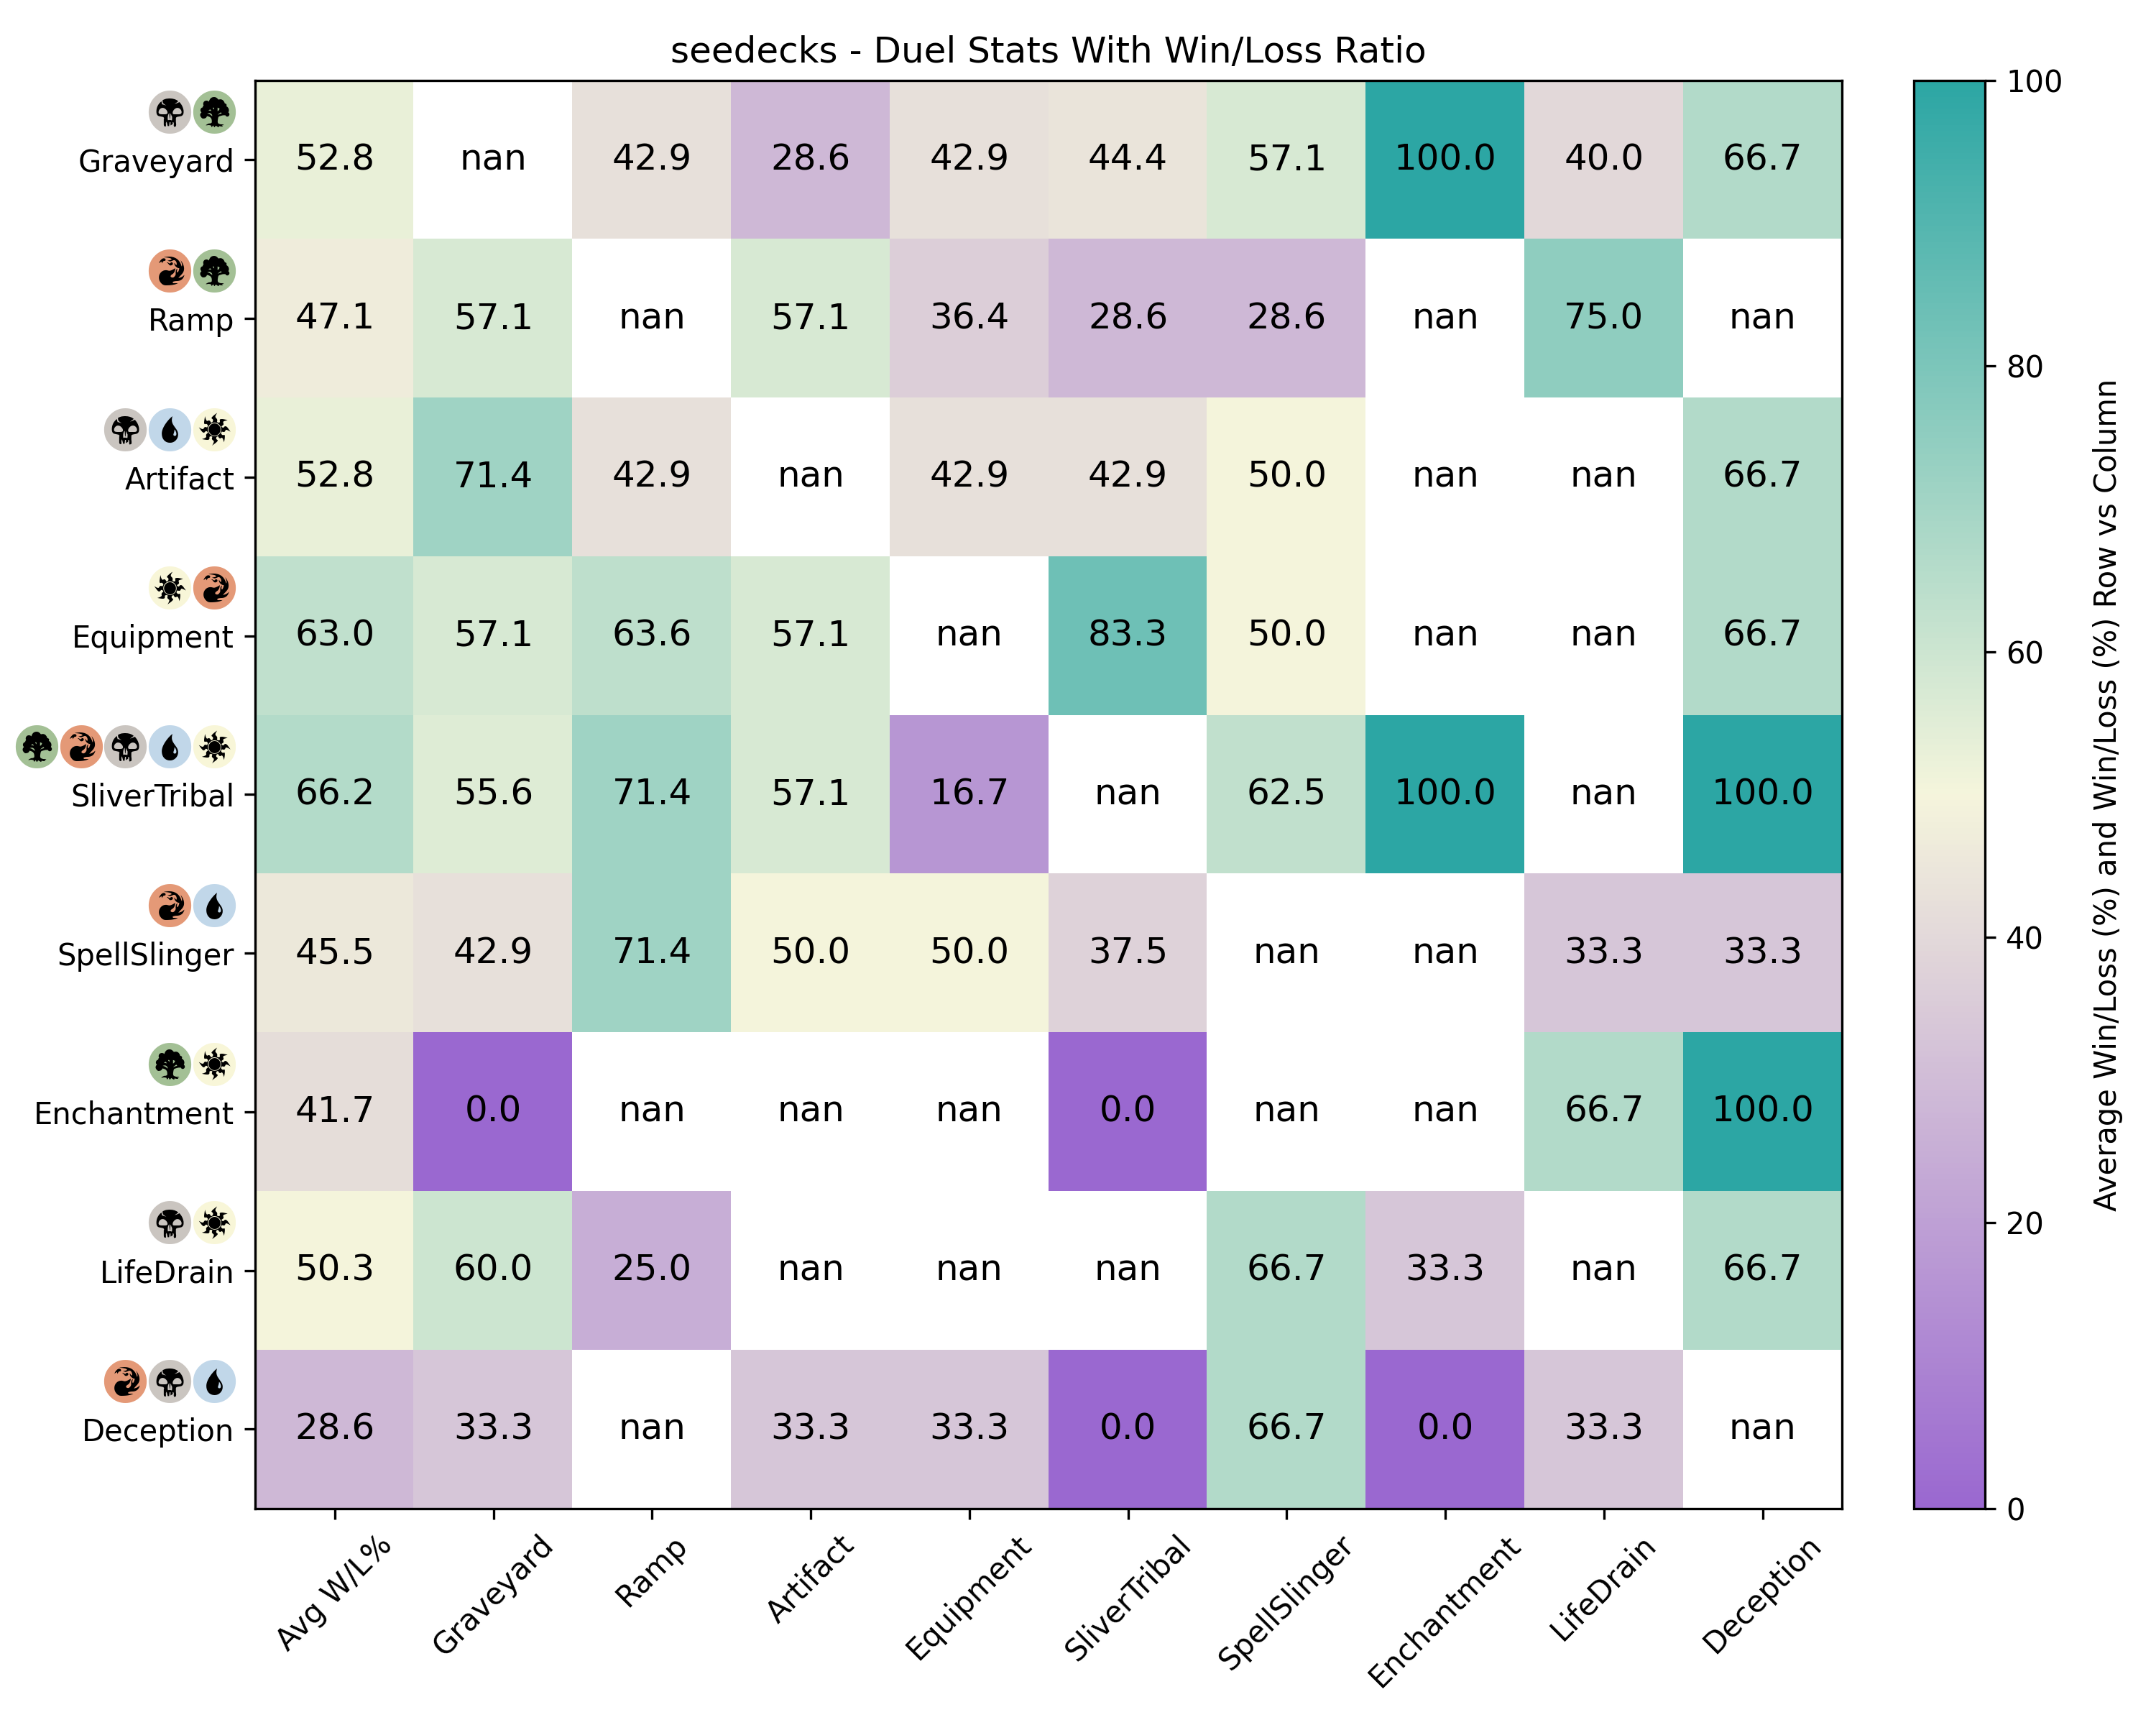 seedecks - Duel Stats With Win/Loss Ratio
Graveyard 52.8 nan 42.9 28.6 42.9 44.4 57.1 100.0 40.0 66.7
Ramp 47.1 57.1 nan 57.1 36.4 28.6 28.6 nan 75.0 nan
Artifact 52.8 71.4 42.9 nan 42.9 42.9 50.0 nan nan 66.7
Equipment 63.0 57.1 63.6 57.1 nan 83.3 50.0 nan nan 66.7
SliverTribal 66.2 55.6 71.4 57.1 16.7 nan 62.5 100.0 nan 100.0
SpellSlinger 45.5 42.9 71.4 50.0 50.0 37.5 nan nan 33.3 33.3
Enchantment 41.7 0.0 nan nan nan 0.0 nan nan 66.7 100.0
LifeDrain 50.3 60.0 25.0 nan nan nan 66.7 33.3 nan 66.7
Deception 28.6 33.3 nan 33.3 33.3 0.0 66.7 0.0 33.3 nan
Avg W/L% Graveyard Ramp Artifact Equipment SliverTribal SpellSlinger Enchantment LifeDrain Deception
100
80
60
40
20
0
Average Win/Loss (%) and Win/Loss (%) Row vs Column